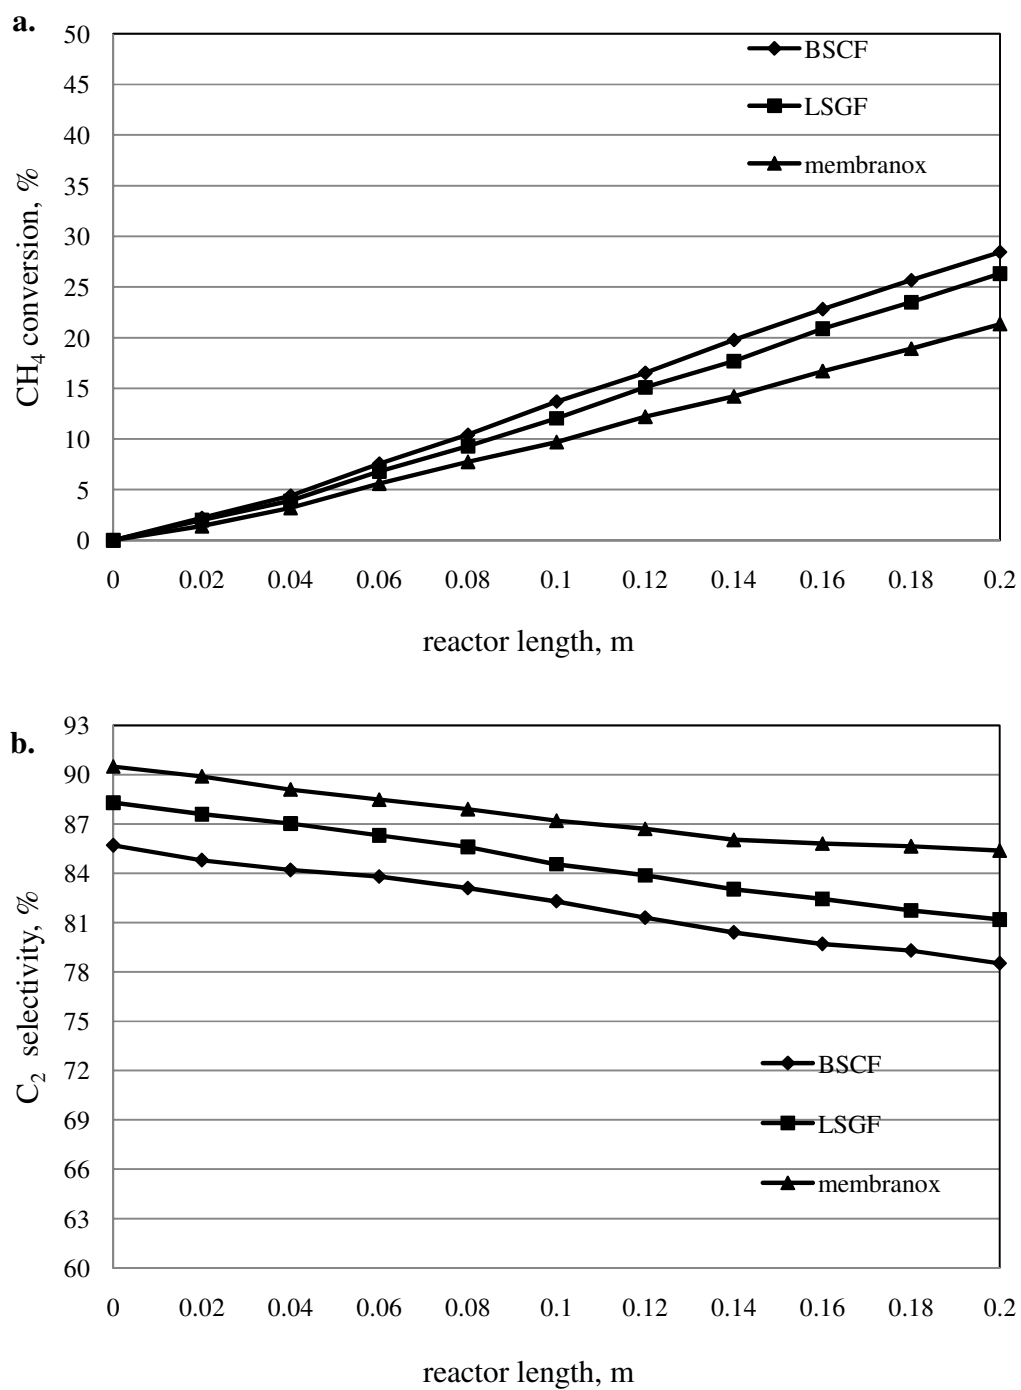 a.
50
45
40
35
30
25
20
15
10
5
0
CH₄ conversion, %
BSCF
LSGF
membranox
0 0.02 0.04 0.06 0.08 0.1 0.12 0.14 0.16 0.18 0.2
reactor length, m
b.
93
90
87
84
81
78
75
72
69
66
63
60
C₂ selectivity, %
BSCF
LSGF
membranox
0 0.02 0.04 0.06 0.08 0.1 0.12 0.14 0.16 0.18 0.2
reactor length, m